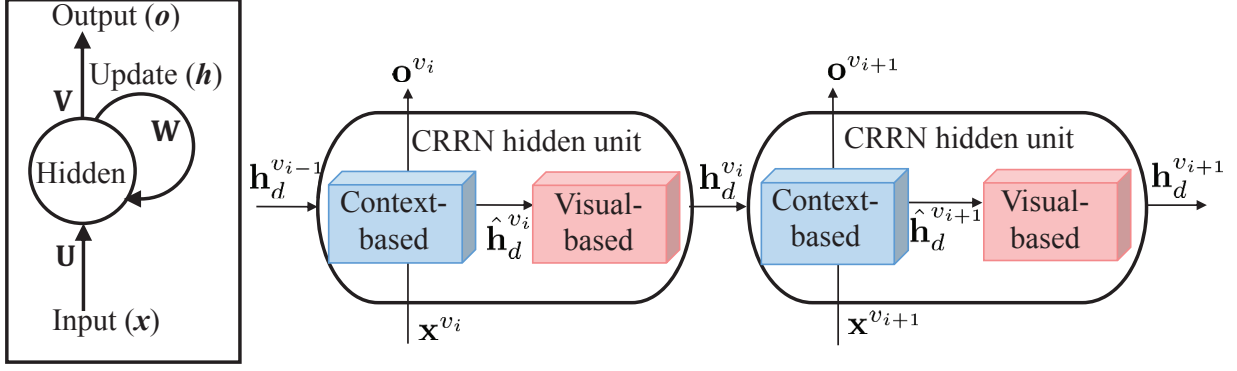 Output (o)
Update (h)
V
W
Hidden
U
Input (x)
h_d^{v_{i-1}}
o^{v_i}
CRRN hidden unit
Context-
based
ĥ_d^{v_i}
Visual-
based
x^{v_i}
h_d^{v_i}
o^{v_{i+1}}
CRRN hidden unit
Context-
based
ĥ_d^{v_{i+1}}
Visual-
based
x^{v_{i+1}}
h_d^{v_{i+1}}